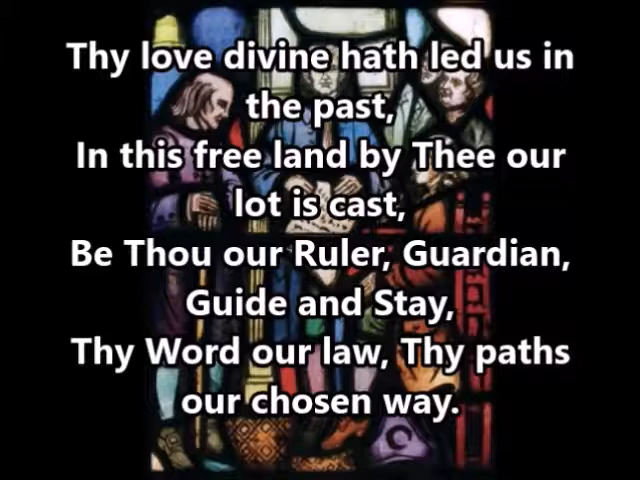 Thy love divine hath led us in
the past,
In this free land by Thee our
lot is cast,
Be Thou our Ruler, Guardian,
Guide and Stay,
Thy Word our law, Thy paths
our chosen way.